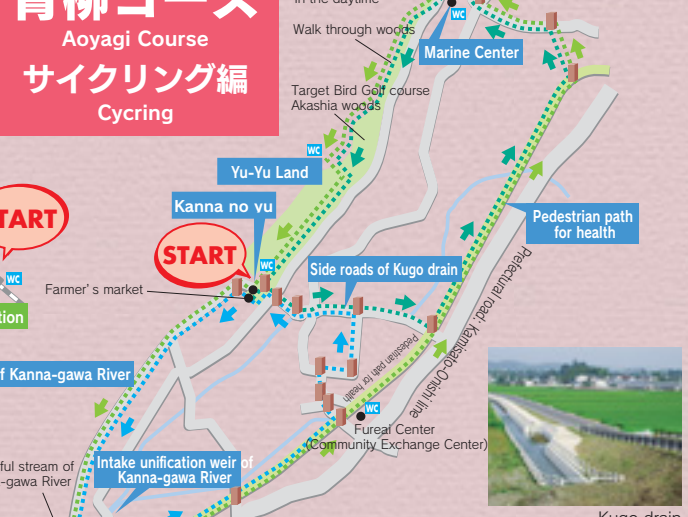 青柳コース
Aoyagi Course
サイクリング編
Cycring
In the daytime
Walk through woods
WC
Marine Center
Target Bird Golf course
Akashia woods
WC
Yu-Yu Land
Kanna no yu
START
WC
Farmer's market
TART
WC
tion
Side roads of Kugo drain
Pedestrian path
for health
Prefectural road: Kamisato-Onishi line
Pedestrian path for health
f Kanna-gawa River
WC
Fureai Center
(Community Exchange Center)
ful stream of
-gawa River
Intake unification weir of
Kanna-gawa River
Kugo drain